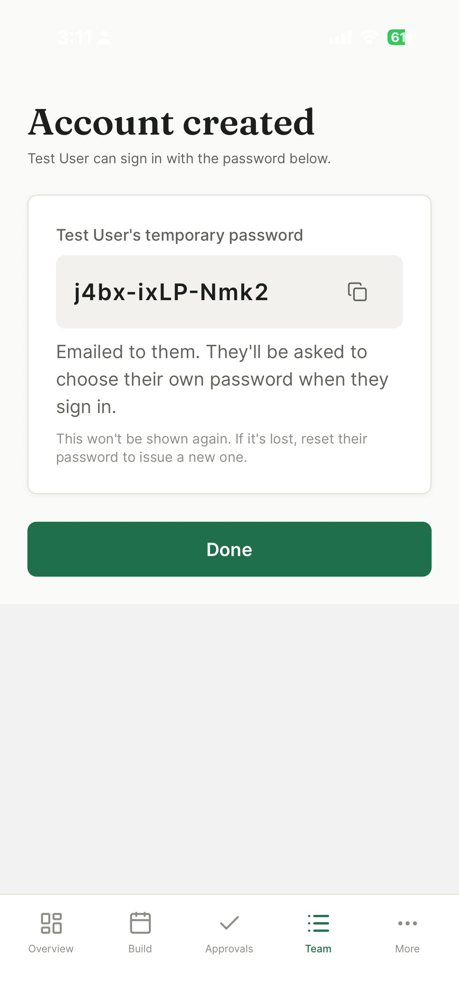 3:11
61
Account created
Test User can sign in with the password below.
Test User's temporary password
j4bx-ixLP-Nmk2
Emailed to them. They'll be asked to
choose their own password when they
sign in.
This won't be shown again. If it's lost, reset their
password to issue a new one.
Done
Overview
Build
Approvals
Team
More